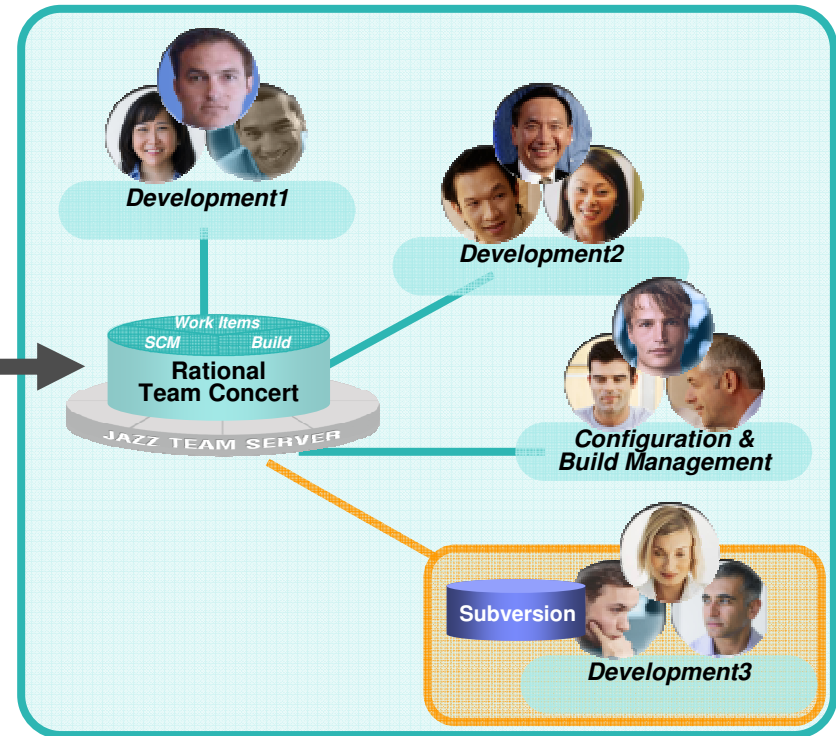 Development1
Development2
Work Items
SCM Build
Rational
Team Concert
JAZZ TEAM SERVER
Configuration &
Build Management
Subversion
Development3